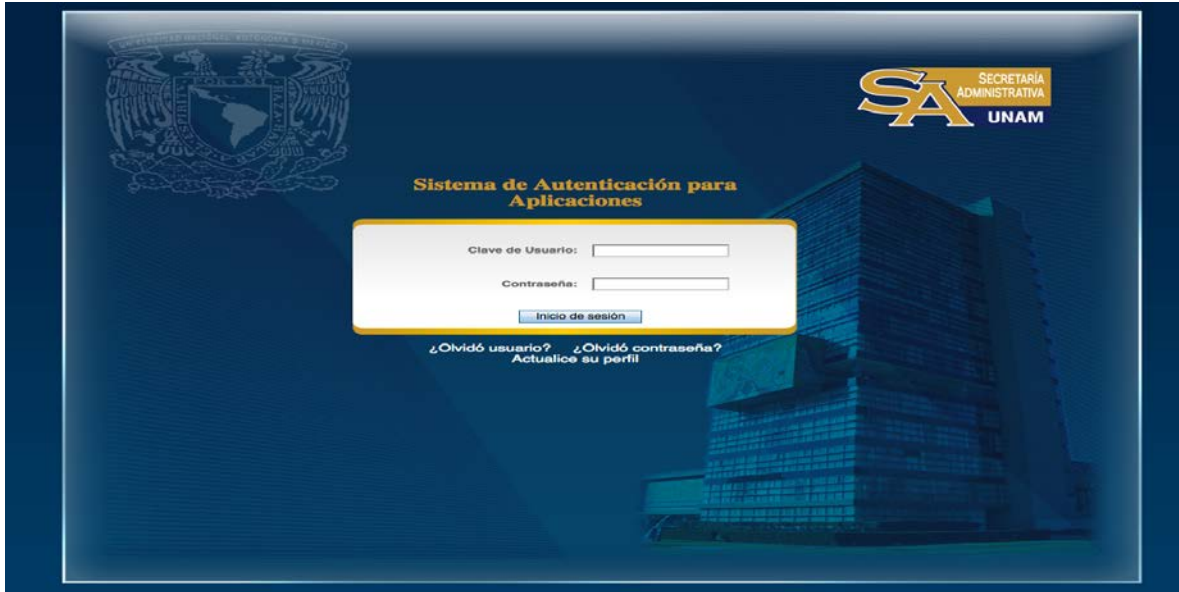 SECRETARÍA
ADMINISTRATIVA
UNAM
Sistema de Autenticación para
Aplicaciones
Clave de Usuario:
Contraseña:
Inicio de sesión
¿Olvidó usuario? ¿Olvidó contraseña?
Actualice su perfil